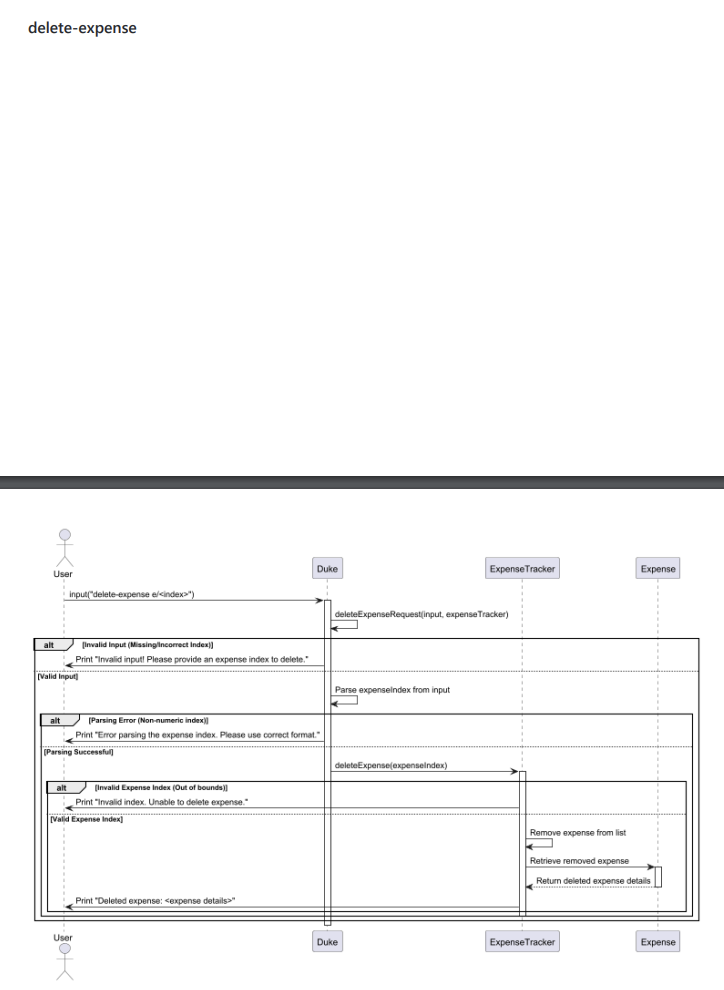 delete-expense
User
Duke
ExpenseTracker
Expense
input("delete-expense e/<index>")
deleteExpenseRequest(input, expenseTracker)
alt
[Invalid Input (Missing/Incorrect Index)]
Print "Invalid input! Please provide an expense index to delete."
[Valid Input]
Parse expenseIndex from input
alt
[Parsing Error (Non-numeric index)]
Print "Error parsing the expense index. Please use correct format."
[Parsing Successful]
deleteExpense(expenseIndex)
alt
[Invalid Expense Index (Out of bounds)]
Print "Invalid index. Unable to delete expense."
[Valid Expense Index]
Remove expense from list
Retrieve removed expense
Return deleted expense details
Print "Deleted expense: <expense details>"
User
Duke
ExpenseTracker
Expense